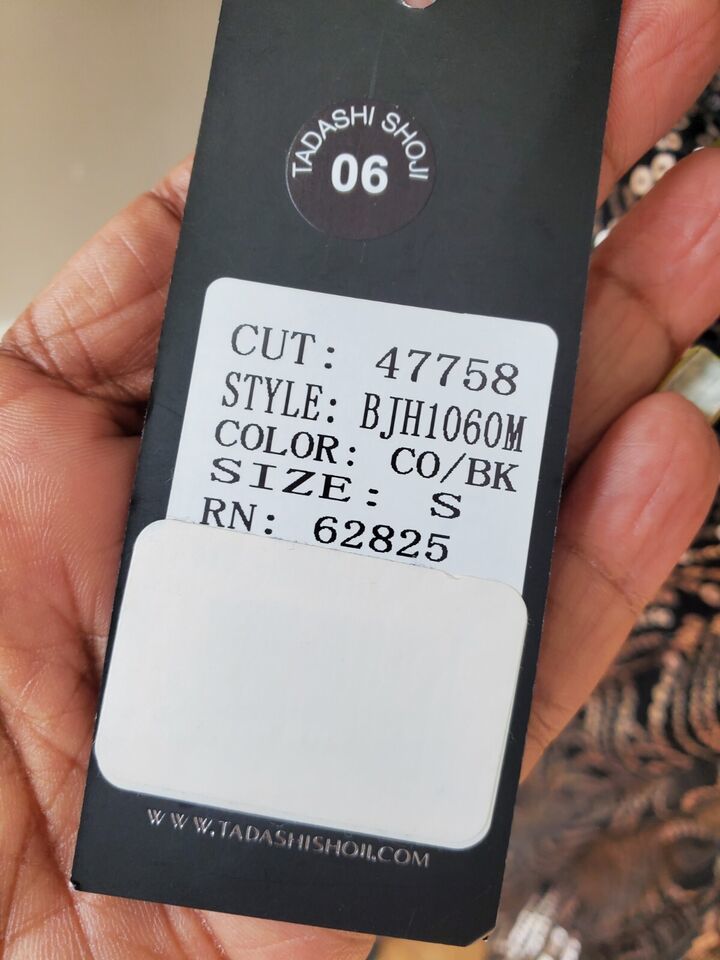 TADASHI SHOJI
06
CUT: 47758
STYLE: BJH1060M
COLOR: CO/BK
SIZE: S
RN: 62825
WWW.TADASHISHOJI.COM